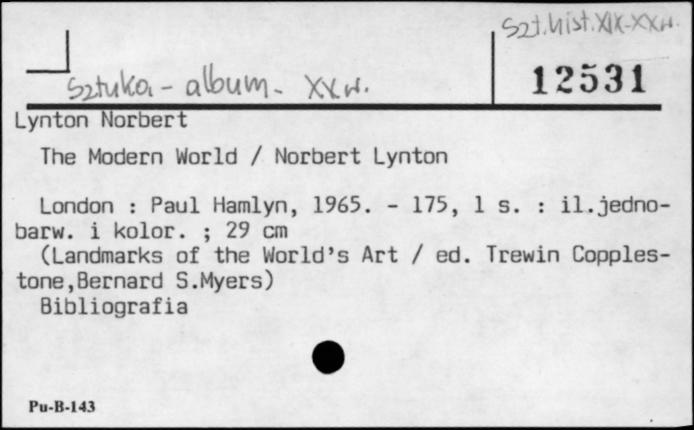 Szt.hist.XIX-XXw.
Sztuka - album - XXw.
12531
Lynton Norbert
The Modern World / Norbert Lynton
London : Paul Hamlyn, 1965. - 175, 1 s. : il.jedno-
barw. i kolor. ; 29 cm
(Landmarks of the World's Art / ed. Trewin Copples-
tone,Bernard S.Myers)
Bibliografia
Pu-B-143